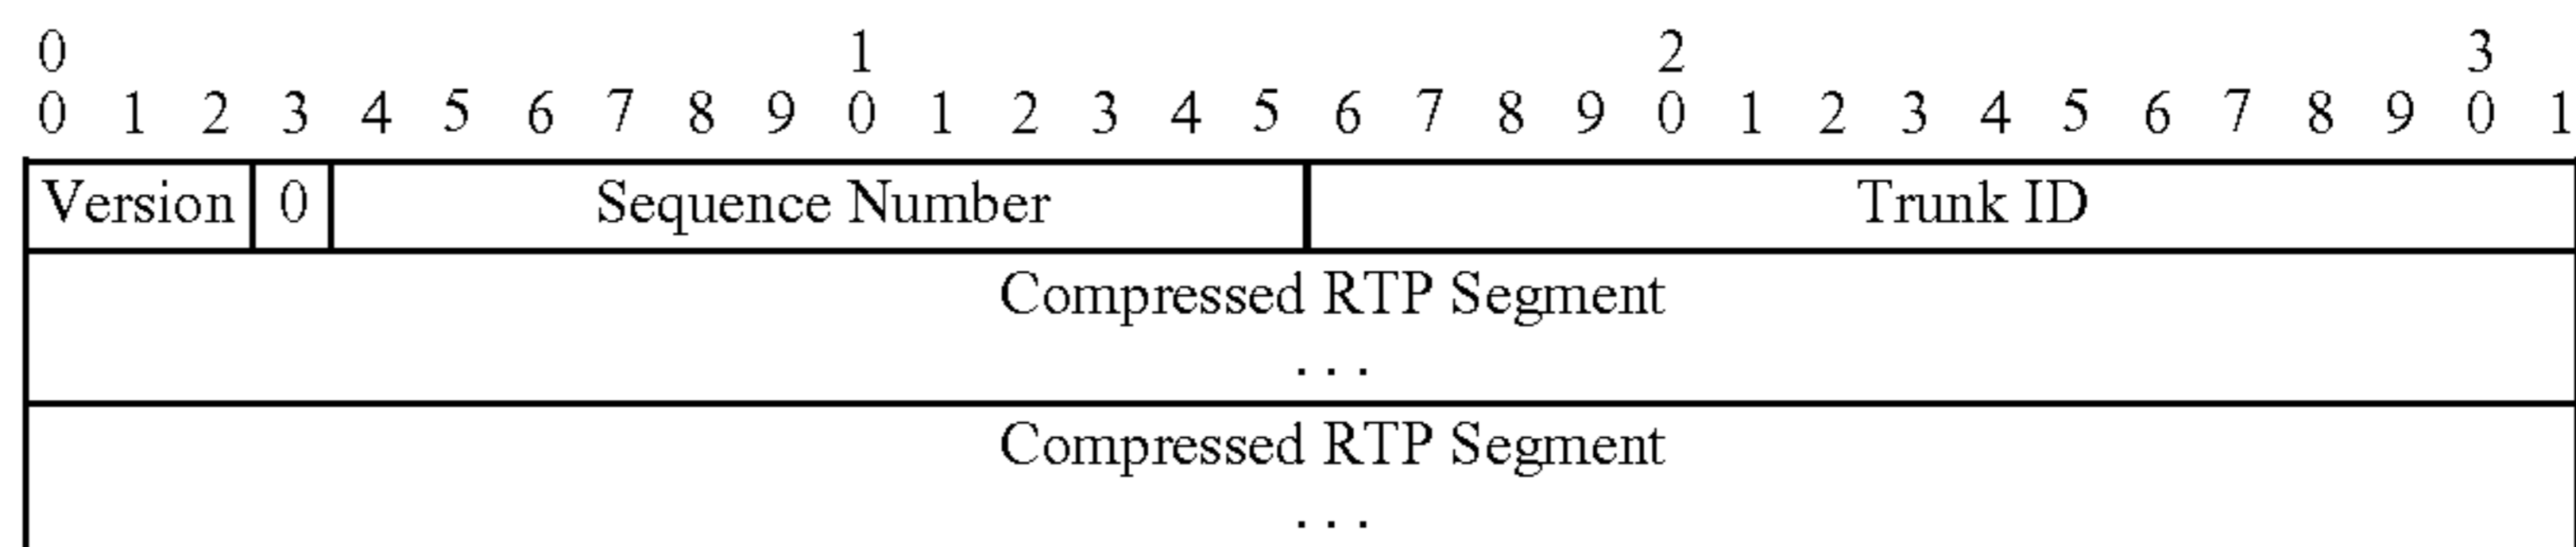 0 1 2 3
0 1 2 3 4 5 6 7 8 9 0 1 2 3 4 5 6 7 8 9 0 1 2 3 4 5 6 7 8 9 0 1
Version 0 Sequence Number Trunk ID
Compressed RTP Segment
. . .
Compressed RTP Segment
. . .